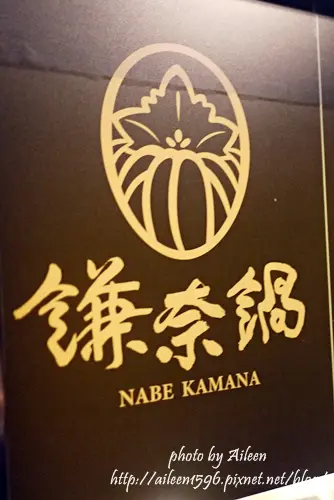 鎌奈鍋
NABE KAMANA
photo by Aileen
http://aileen1596.pixnet.net/blog